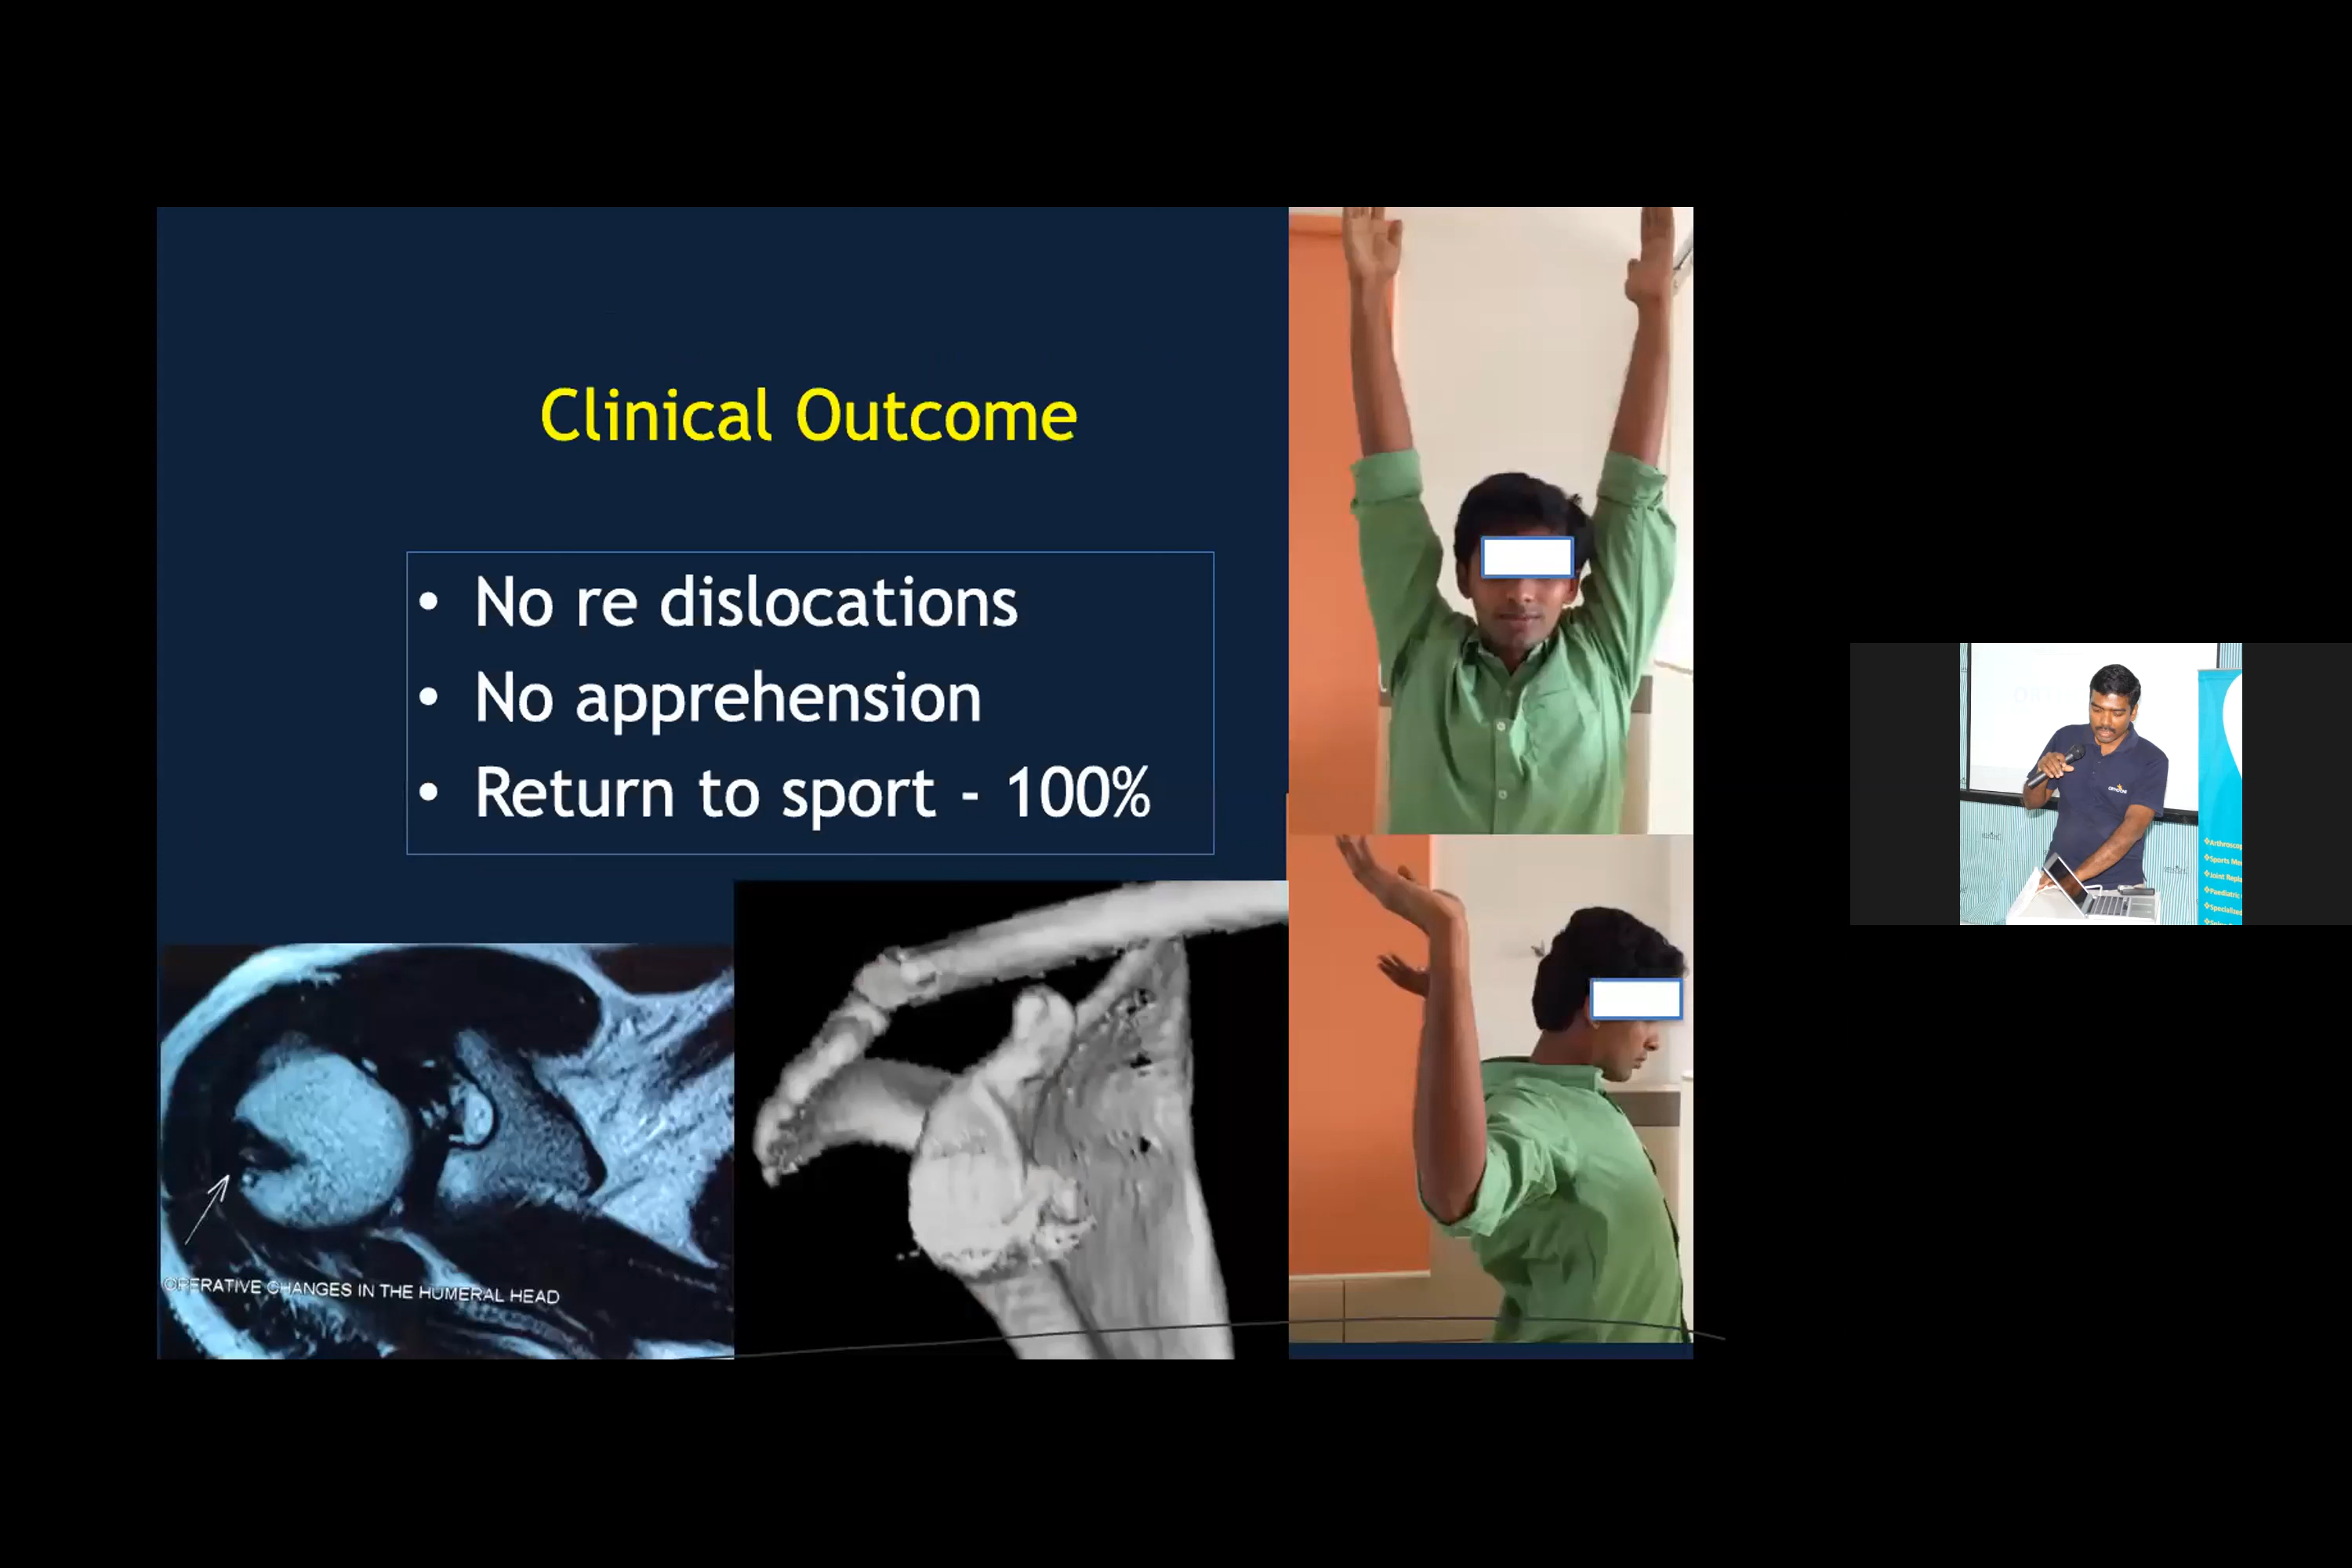 Clinical Outcome
• No re dislocations
• No apprehension
• Return to sport - 100%
OPERATIVE CHANGES IN THE HUMERAL HEAD